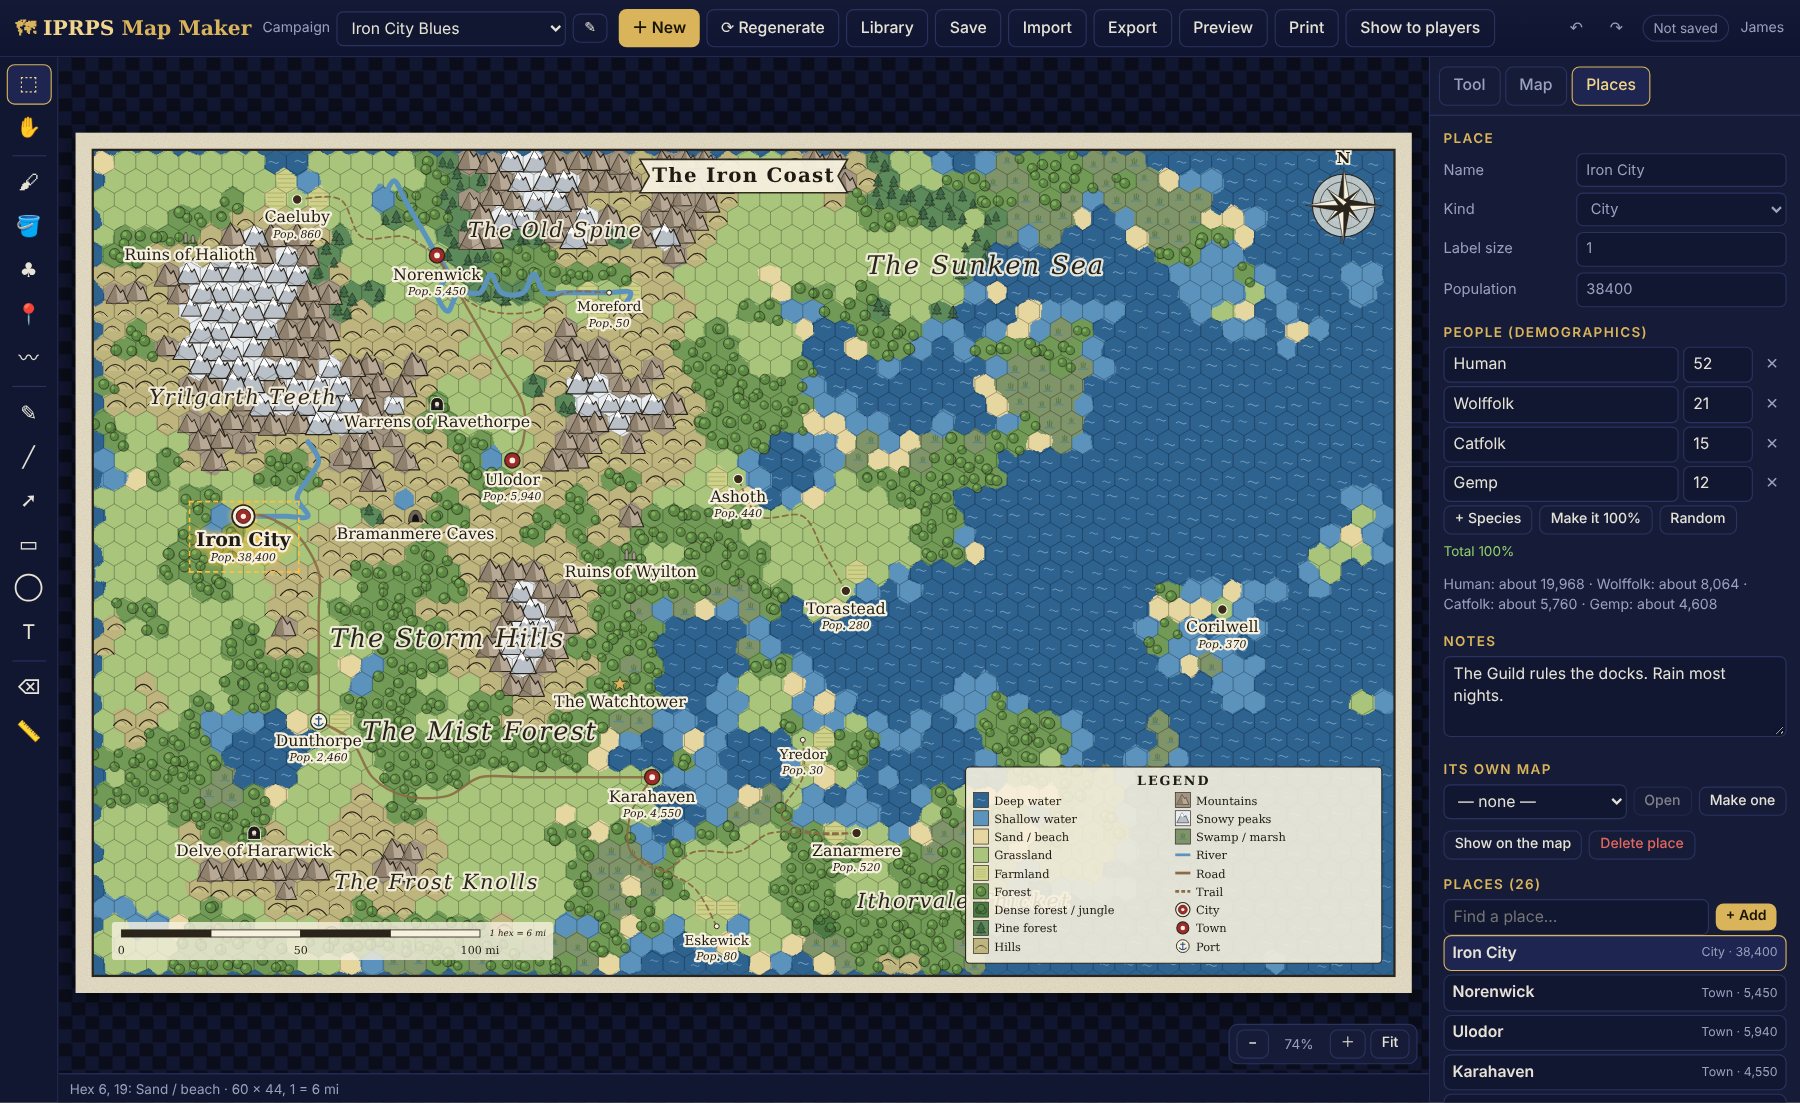 IPRPS Map Maker
Campaign
Iron City Blues
+ New
Regenerate
Library
Save
Import
Export
Preview
Print
Show to players
Not saved
James
Tool
Map
Places
The Iron Coast
N
Caeluby
Pop. 860
The Old Spine
Ruins of Halioth
The Sunken Sea
Norenwick
Pop. 5,450
Moreford
Pop. 50
Yrilgarth Teeth
Warrens of Ravethorpe
Ulodor
Pop. 5,940
Ashoth
Pop. 440
Iron City
Pop. 38,400
Bramanmere Caves
Ruins of Wyilton
Torastead
Pop. 280
Corilwell
Pop. 370
The Storm Hills
The Watchtower
The Mist Forest
Dunthorpe
Pop. 2,460
Yredor
Pop. 30
Karahaven
Pop. 4,550
Delve of Hararwick
Zanarmere
Pop. 520
The Frost Knolls
Ithorvale
Eskewick
Pop. 80
1 hex = 6 mi
0 50 100 mi
LEGEND
Deep water
Shallow water
Sand / beach
Grassland
Farmland
Forest
Dense forest / jungle
Pine forest
Hills
Mountains
Snowy peaks
Swamp / marsh
River
Road
Trail
City
Town
Port
− 74% + Fit
Hex 6, 19: Sand / beach · 60 × 44, 1 = 6 mi
T
PLACE
Name Iron City
Kind City
Label size 1
Population 38400
PEOPLE (DEMOGRAPHICS)
Human 52 ×
Wolffolk 21 ×
Catfolk 15 ×
Gemp 12 ×
+ Species
Make it 100%
Random
Total 100%
Human: about 19,968 · Wolffolk: about 8,064 ·
Catfolk: about 5,760 · Gemp: about 4,608
NOTES
The Guild rules the docks. Rain most
nights.
ITS OWN MAP
— none —
Open
Make one
Show on the map
Delete place
PLACES (26)
Find a place...
+ Add
Iron City City · 38,400
Norenwick Town · 5,450
Ulodor Town · 5,940
Karahaven Town · 4,550